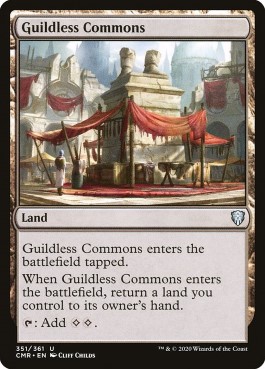 Guildless Commons
Land
Guildless Commons enters the
battlefield tapped.
When Guildless Commons enters
the battlefield, return a land you
control to its owner's hand.
: Add .
351/361 U
CMR • EN Cliff Childs
™ & © 2020 Wizards of the Coast